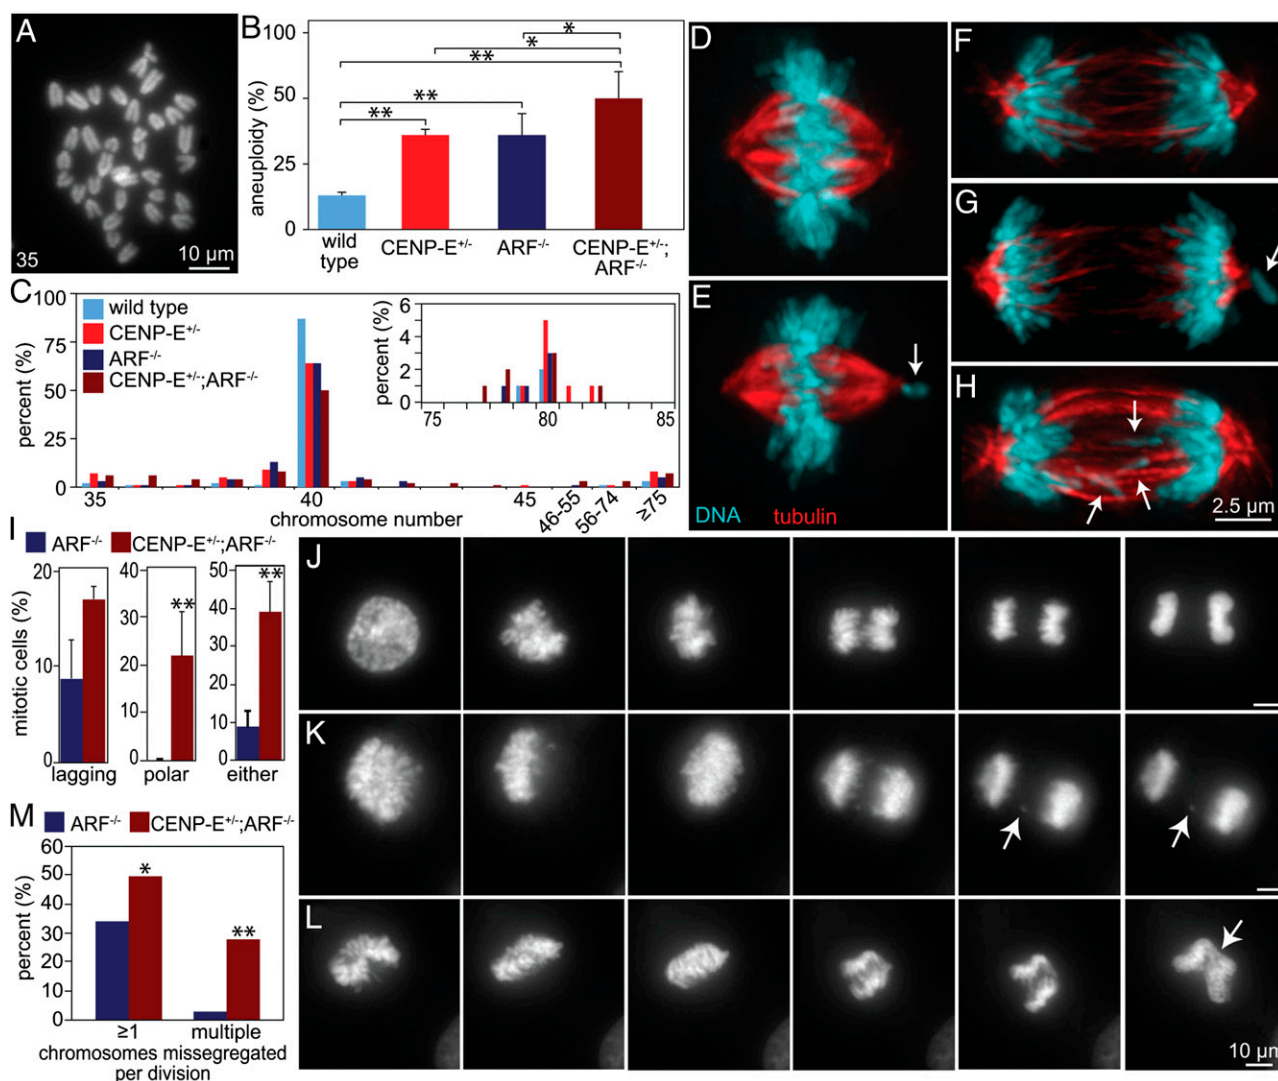 A
35
10 µm
B
aneuploidy (%)
100
50
25
0
*
*
**
**
**
wild type
CENP-E+/-
ARF-/-
CENP-E+/-;
ARF-/-
C
percent (%)
100
75
50
25
0
wild type
CENP-E+/-
ARF-/-
CENP-E+/-;ARF-/-
percent (%)
6
4
2
0
75 80 85
35 40 45 46-55 56-74 ≥75
chromosome number
D
E
DNA tubulin
F
G
H
2.5 µm
I
ARF-/- CENP-E+/-;ARF-/-
mitotic cells (%)
20
10
0
lagging
40
30
20
10
0
**
polar
50
40
30
20
10
0
**
either
J
K
L
10 µm
M
ARF-/- CENP-E+/-;ARF-/-
percent (%)
60
50
40
30
20
10
0
*
**
≥1 multiple
chromosomes missegregated
per division